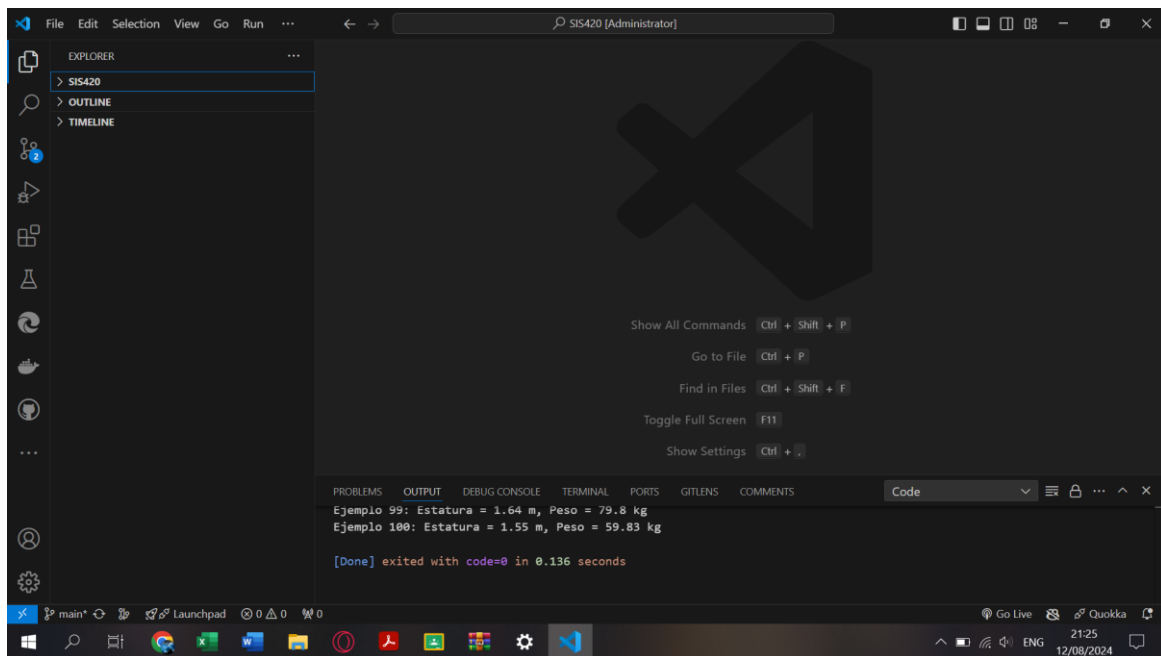 File Edit Selection View Go Run ··· ← → SIS420 [Administrator]
EXPLORER ···
> SIS420
> OUTLINE
> TIMELINE
2
Show All Commands Ctrl + Shift + P
Go to File Ctrl + P
Find in Files Ctrl + Shift + F
Toggle Full Screen F11
Show Settings Ctrl + ,
PROBLEMS OUTPUT DEBUG CONSOLE TERMINAL PORTS GITLENS COMMENTS Code
Ejemplo 99: Estatura = 1.64 m, Peso = 79.8 kg
Ejemplo 100: Estatura = 1.55 m, Peso = 59.83 kg
[Done] exited with code=0 in 0.136 seconds
main* Launchpad 0 0 0 Go Live Quokka
ENG 21:25
12/08/2024